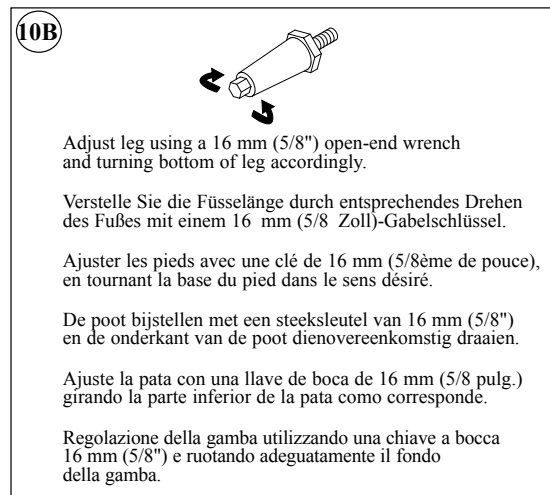 10B
Adjust leg using a 16 mm (5/8") open-end wrench
and turning bottom of leg accordingly.
Verstelle Sie die Füsselänge durch entsprechendes Drehen
des Fußes mit einem 16 mm (5/8 Zoll)-Gabelschlüssel.
Ajuster les pieds avec une clé de 16 mm (5/8ème de pouce),
en tournant la base du pied dans le sens désiré.
De poot bijstellen met een steeksleutel van 16 mm (5/8")
en de onderkant van de poot dienovereenkomstig draaien.
Ajuste la pata con una llave de boca de 16 mm (5/8 pulg.)
girando la parte inferior de la pata como corresponde.
Regolazione della gamba utilizzando una chiave a bocca
16 mm (5/8") e ruotando adeguatamente il fondo
della gamba.